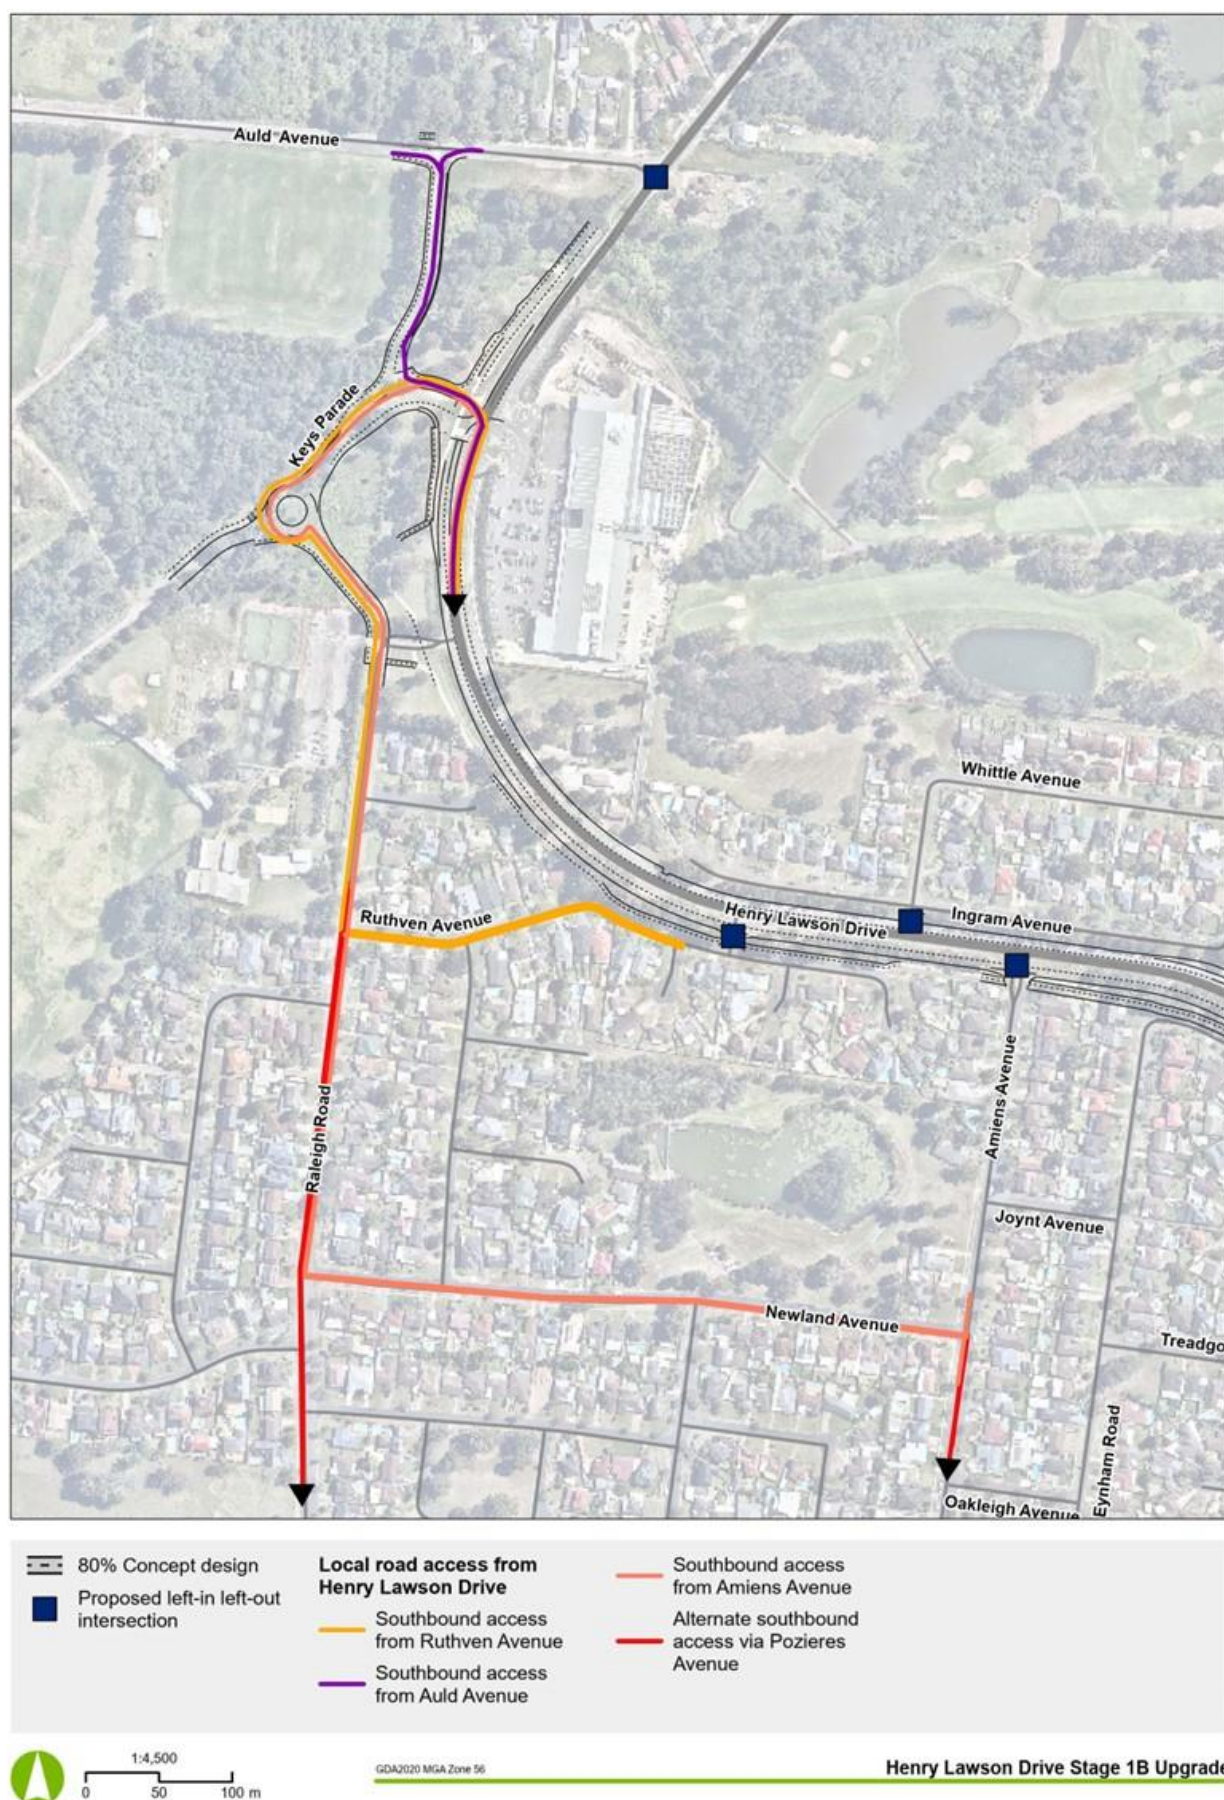 Auld Avenue
Keys Parade
Whittle Avenue
Ruthven Avenue
Henry Lawson Drive
Ingram Avenue
Amiens Avenue
Raleigh Road
Joynt Avenue
Newland Avenue
Treadgo
Eynham Road
Oakleigh Avenue
80% Concept design
Proposed left-in left-out
intersection
Local road access from
Henry Lawson Drive
Southbound access
from Ruthven Avenue
Southbound access
from Auld Avenue
Southbound access
from Amiens Avenue
Alternate southbound
access via Pozieres
Avenue
1:4,500
0 50 100 m
GDA2020 MGA Zone 56
Henry Lawson Drive Stage 1B Upgrade